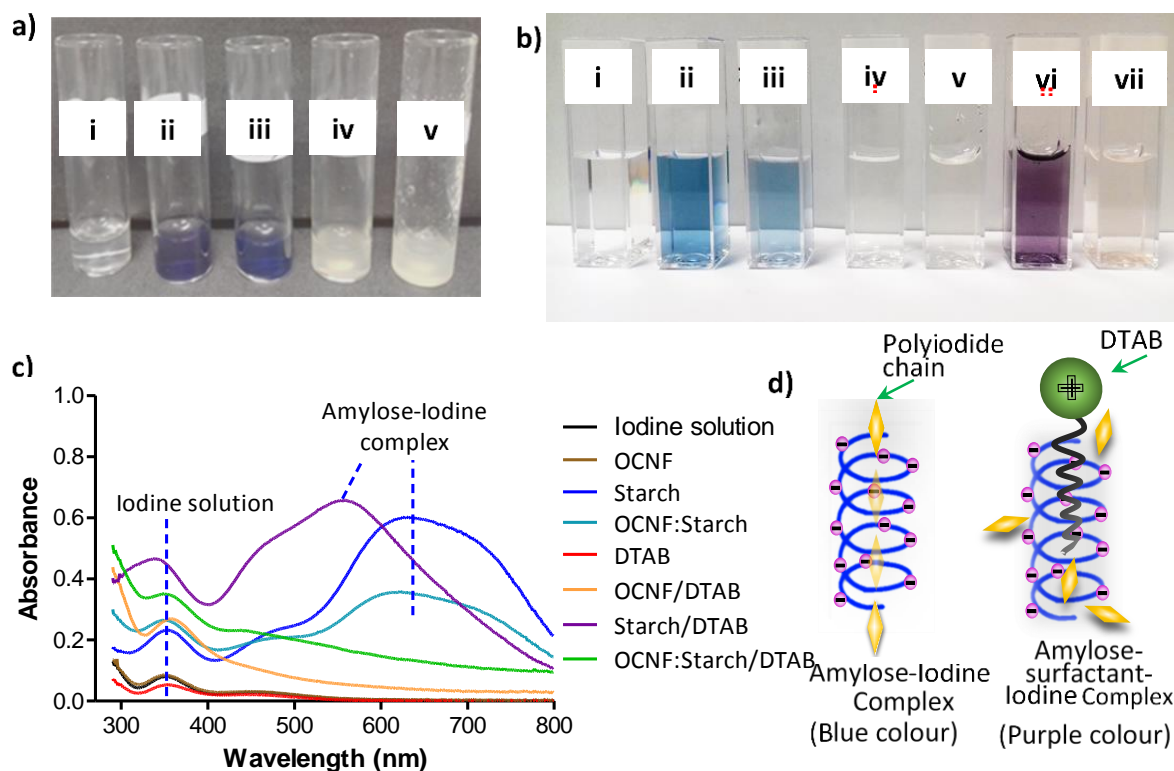 a)
i
ii
iii
iv
v
b)
i
ii
iii
iv
v
vi
vii
c)
1.0
0.8
0.6
0.4
0.2
0.0
Absorbance
300
400
500
600
700
800
Wavelength (nm)
Iodine solution
Amylose-Iodine
complex
Iodine solution
OCNF
Starch
OCNF:Starch
DTAB
OCNF/DTAB
Starch/DTAB
OCNF:Starch/DTAB
d)
Polyiodide
chain
Amylose-Iodine
Complex
(Blue colour)
DTAB
Amylose-
surfactant-
Iodine Complex
(Purple colour)